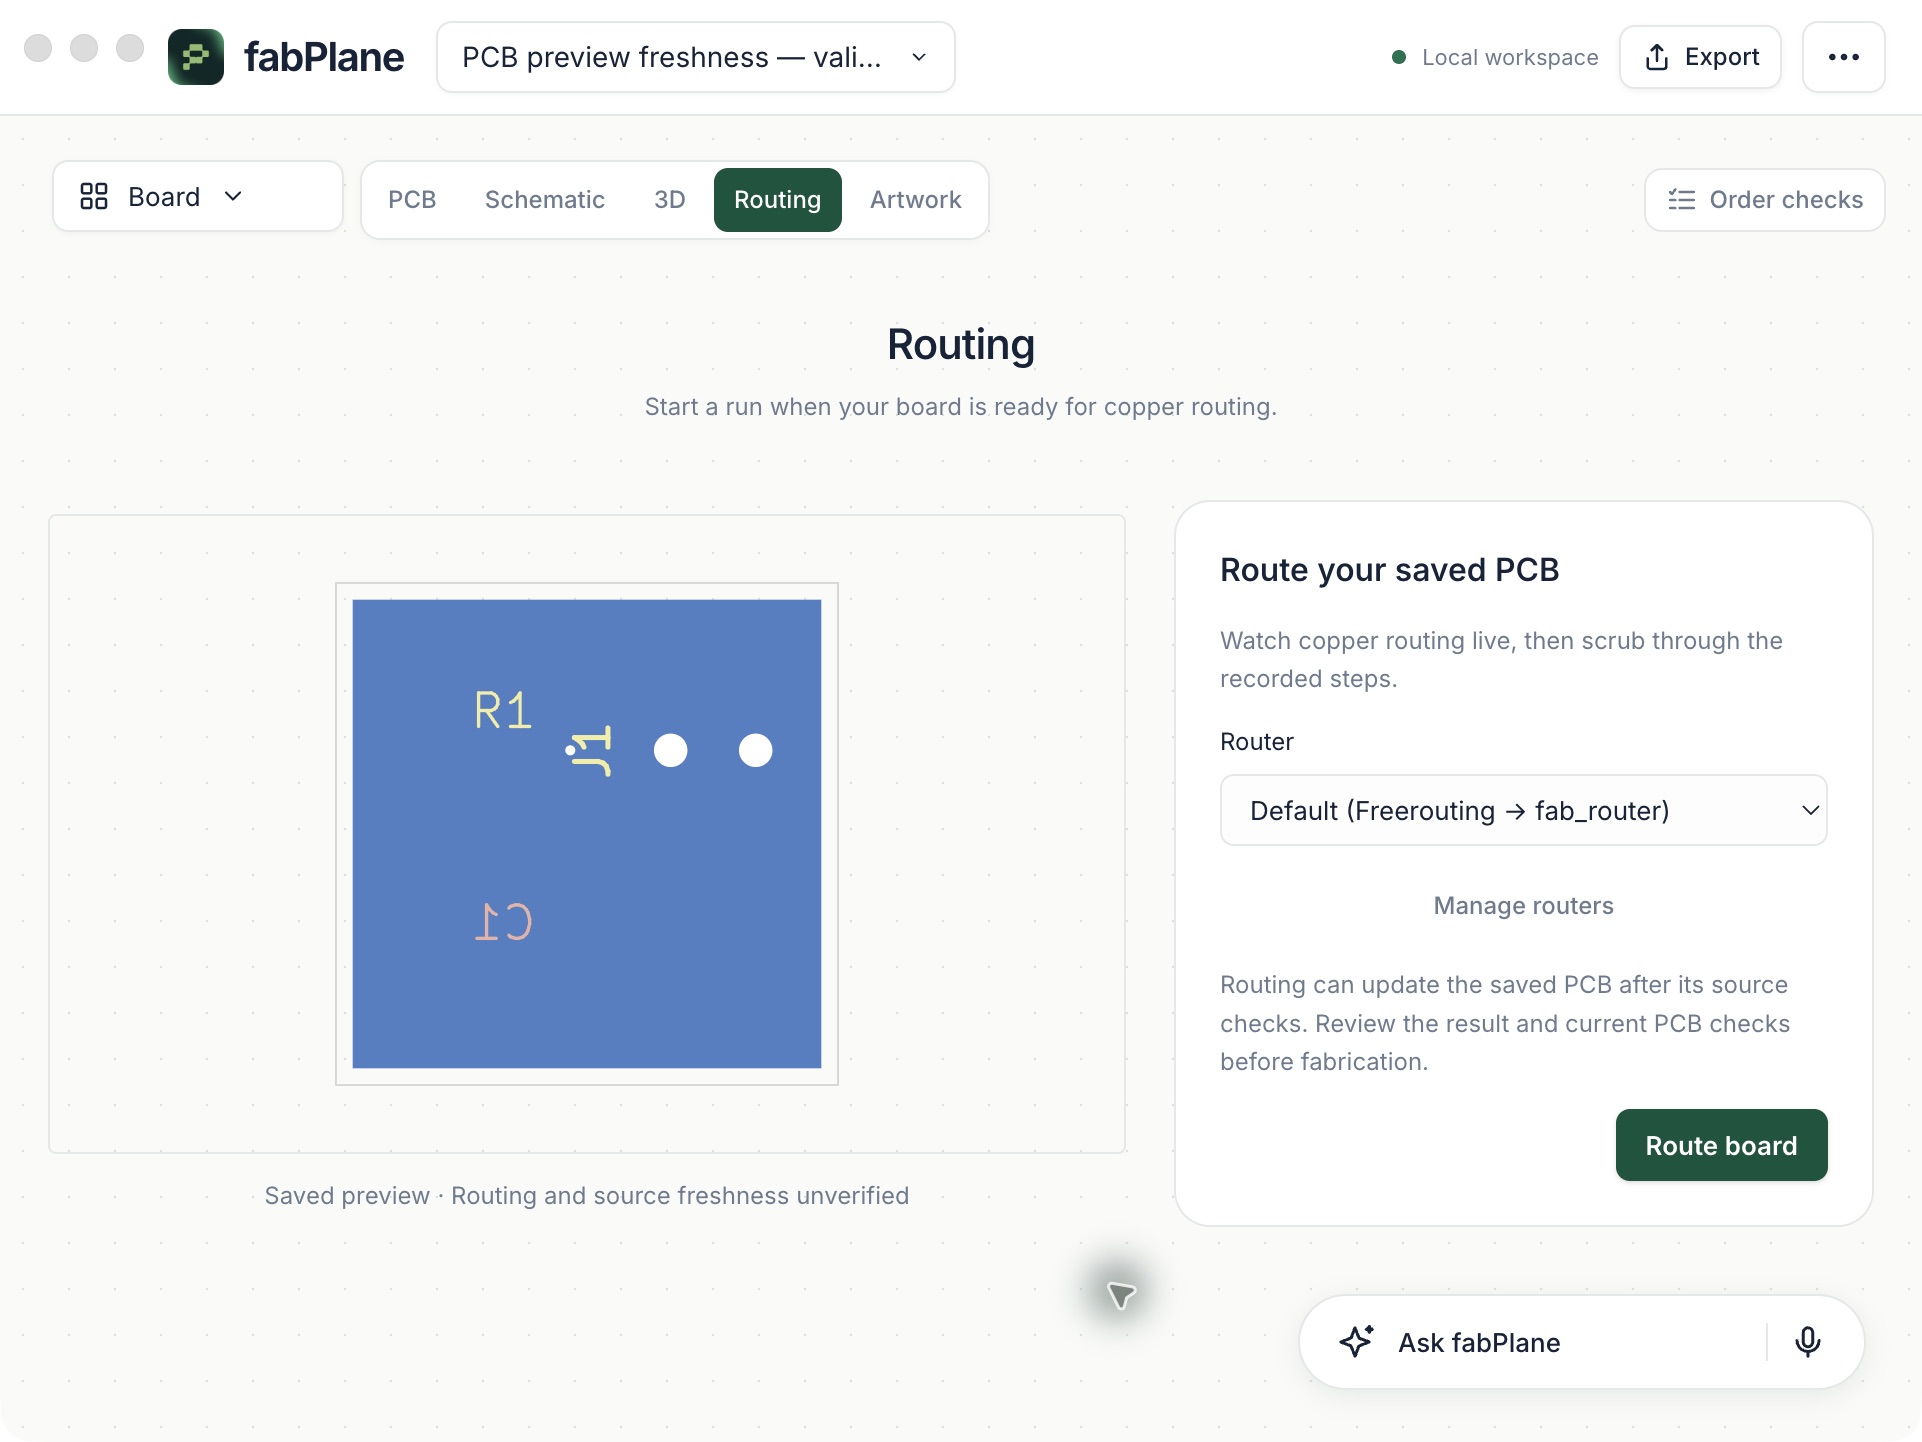 fabPlane
PCB preview freshness — vali...
Local workspace
Export
Board
PCB
Schematic
3D
Routing
Artwork
Order checks
Routing
Start a run when your board is ready for copper routing.
R1
J1
C1
Saved preview · Routing and source freshness unverified
Route your saved PCB
Watch copper routing live, then scrub through the
recorded steps.
Router
Default (Freerouting → fab_router)
Manage routers
Routing can update the saved PCB after its source
checks. Review the result and current PCB checks
before fabrication.
Route board
Ask fabPlane